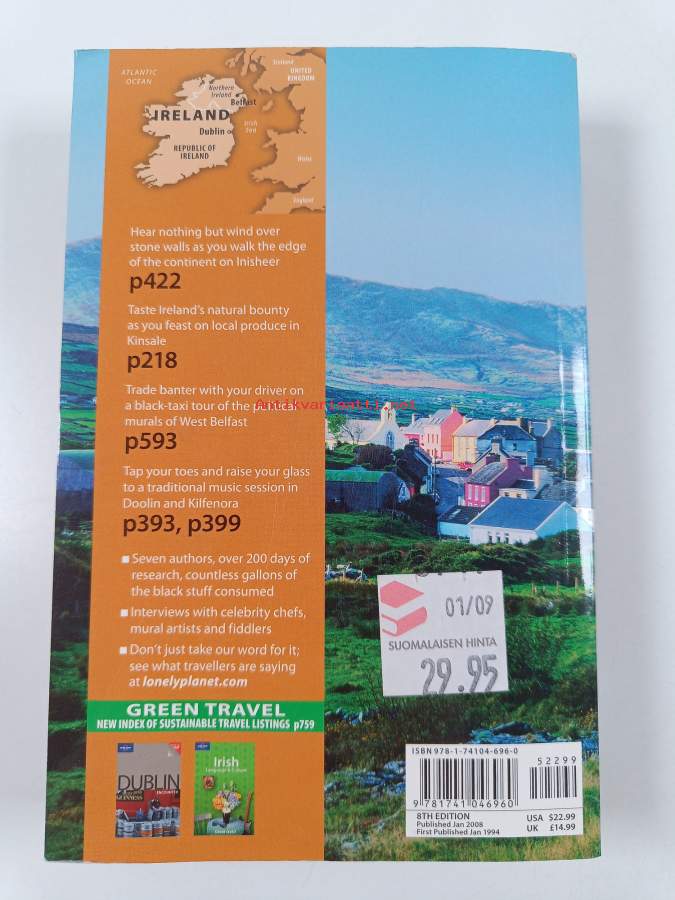 ATLANTIC
OCEAN
Scotland
UNITED
KINGDOM
Northern
Ireland
Belfast
IRELAND
Dublin
Irish
Sea
REPUBLIC OF
IRELAND
Wales
England
Hear nothing but wind over
stone walls as you walk the edge
of the continent on Inisheer
p422
Taste Ireland's natural bounty
as you feast on local produce in
Kinsale
p218
Trade banter with your driver on
a black-taxi tour of the political
murals of West Belfast
p593
Antikvariaatti.net
Tap your toes and raise your glass
to a traditional music session in
Doolin and Kilfenora
p393, p399
■ Seven authors, over 200 days of
research, countless gallons of
the black stuff consumed
■ Interviews with celebrity chefs,
mural artists and fiddlers
■ Don't just take our word for it;
see what travellers are saying
at lonelyplanet.com
GREEN TRAVEL
NEW INDEX OF SUSTAINABLE TRAVEL LISTINGS p759
DUBLIN
ENCOUNTER
GUINNESS
Irish
Language & Culture
01/09
SUOMALAISEN HINTA
29.95
ISBN 978-1-74104-696-0
52299
9 781741 046960
8TH EDITION
Published Jan 2008
First Published Jan 1994
USA $22.99
UK £14.99